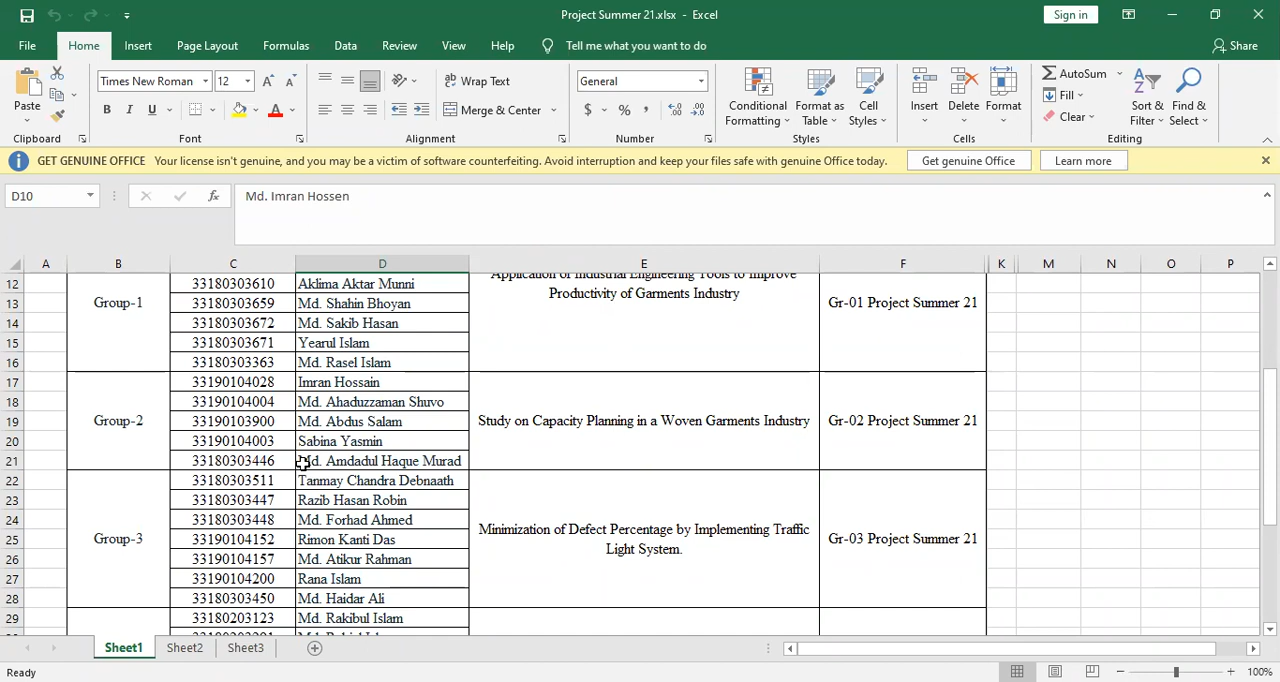 Project Summer 21.xlsx - Excel
Sign in
File Home Insert Page Layout Formulas Data Review View Help Tell me what you want to do Share
Times New Roman 12 Wrap Text General AutoSum
Paste Merge & Center Conditional Formatting Format as Table Cell Styles Insert Delete Format Fill Clear Sort & Filter Find & Select
Clipboard Font Alignment Number Styles Cells Editing
GET GENUINE OFFICE Your license isn't genuine, and you may be a victim of software counterfeiting. Avoid interruption and keep your files safe with genuine Office today. Get genuine Office Learn more
D10 fx Md. Imran Hossen
A B C D E F K M N O P
12 33180303610 Aklima Aktar Munni Application of Industrial Engineering Tools to Improve
13 Group-1 33180303659 Md. Shahin Bhoyan Productivity of Garments Industry Gr-01 Project Summer 21
14 33180303672 Md. Sakib Hasan
15 33180303671 Yearul Islam
16 33180303363 Md. Rasel Islam
17 33190104028 Imran Hossain
18 33190104004 Md. Ahaduzzaman Shuvo
19 Group-2 33190103900 Md. Abdus Salam Study on Capacity Planning in a Woven Garments Industry Gr-02 Project Summer 21
20 33190104003 Sabina Yasmin
21 33180303446 Md. Amdadul Haque Murad
22 33180303511 Tanmay Chandra Debnaath
23 33180303447 Razib Hasan Robin
24 33180303448 Md. Forhad Ahmed Minimization of Defect Percentage by Implementing Traffic
25 Group-3 33190104152 Rimon Kanti Das Light System. Gr-03 Project Summer 21
26 33190104157 Md. Atikur Rahman
27 33190104200 Rana Islam
28 33180303450 Md. Haidar Ali
29 33180203123 Md. Rakibul Islam
Sheet1 Sheet2 Sheet3
Ready 100%